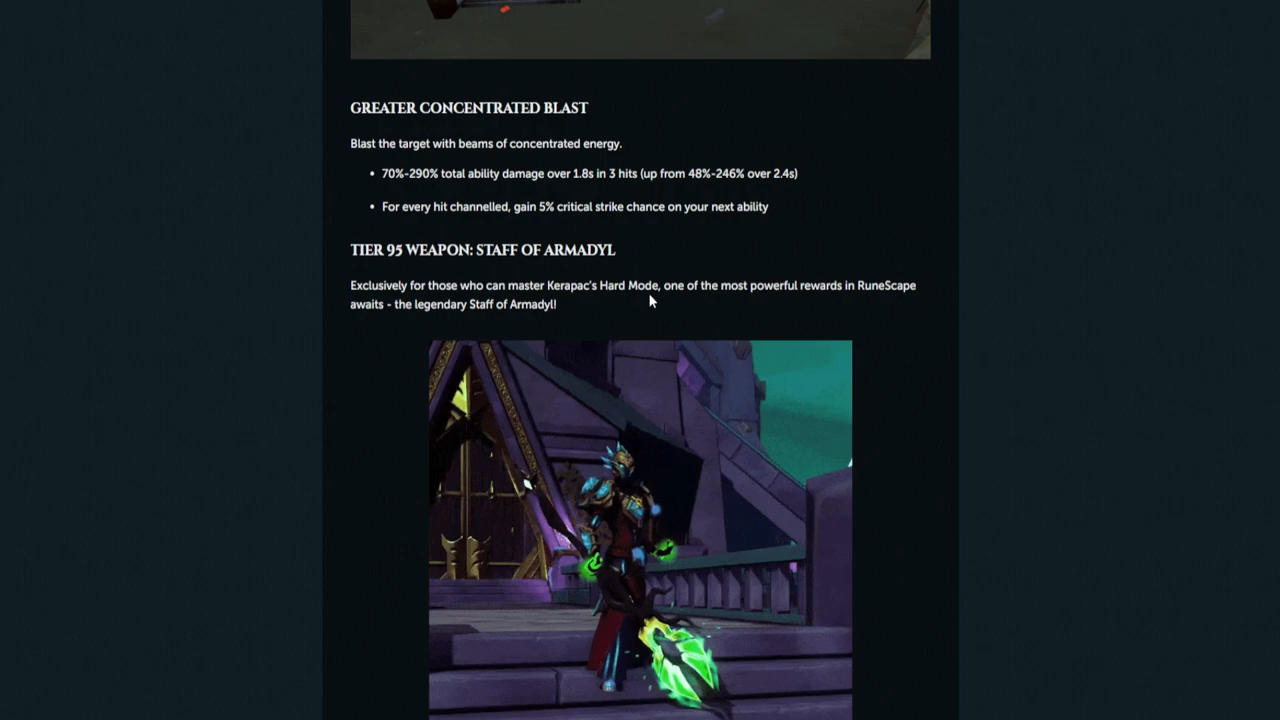 GREATER CONCENTRATED BLAST
Blast the target with beams of concentrated energy.
• 70%-290% total ability damage over 1.8s in 3 hits (up from 48%-246% over 2.4s)
• For every hit channelled, gain 5% critical strike chance on your next ability
TIER 95 WEAPON: STAFF OF ARMADYL
Exclusively for those who can master Kerapac's Hard Mode, one of the most powerful rewards in RuneScape
awaits - the legendary Staff of Armadyl!